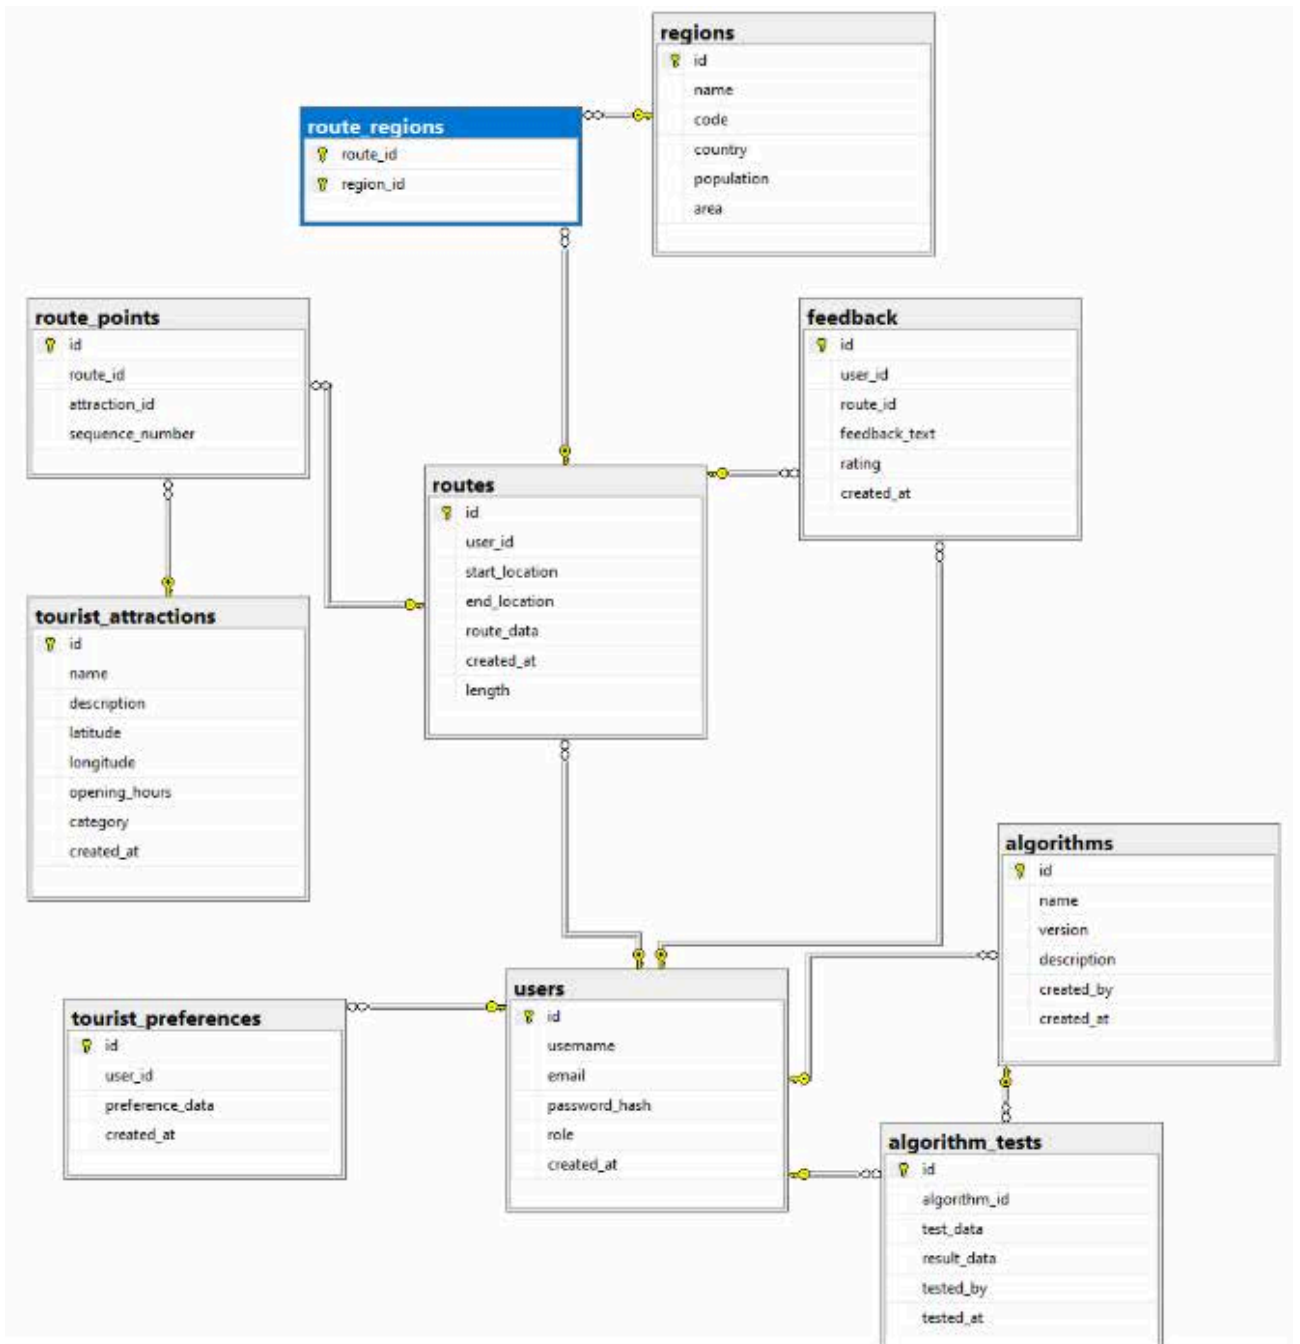 regions
id
name
code
country
population
area
route_regions
route_id
region_id
route_points
id
route_id
attraction_id
sequence_number
feedback
id
user_id
route_id
feedback_text
rating
created_at
routes
id
user_id
start_location
end_location
route_data
created_at
length
tourist_attractions
id
name
description
latitude
longitude
opening_hours
category
created_at
algorithms
id
name
version
description
created_by
created_at
users
id
username
email
password_hash
role
created_at
tourist_preferences
id
user_id
preference_data
created_at
algorithm_tests
id
algorithm_id
test_data
result_data
tested_by
tested_at